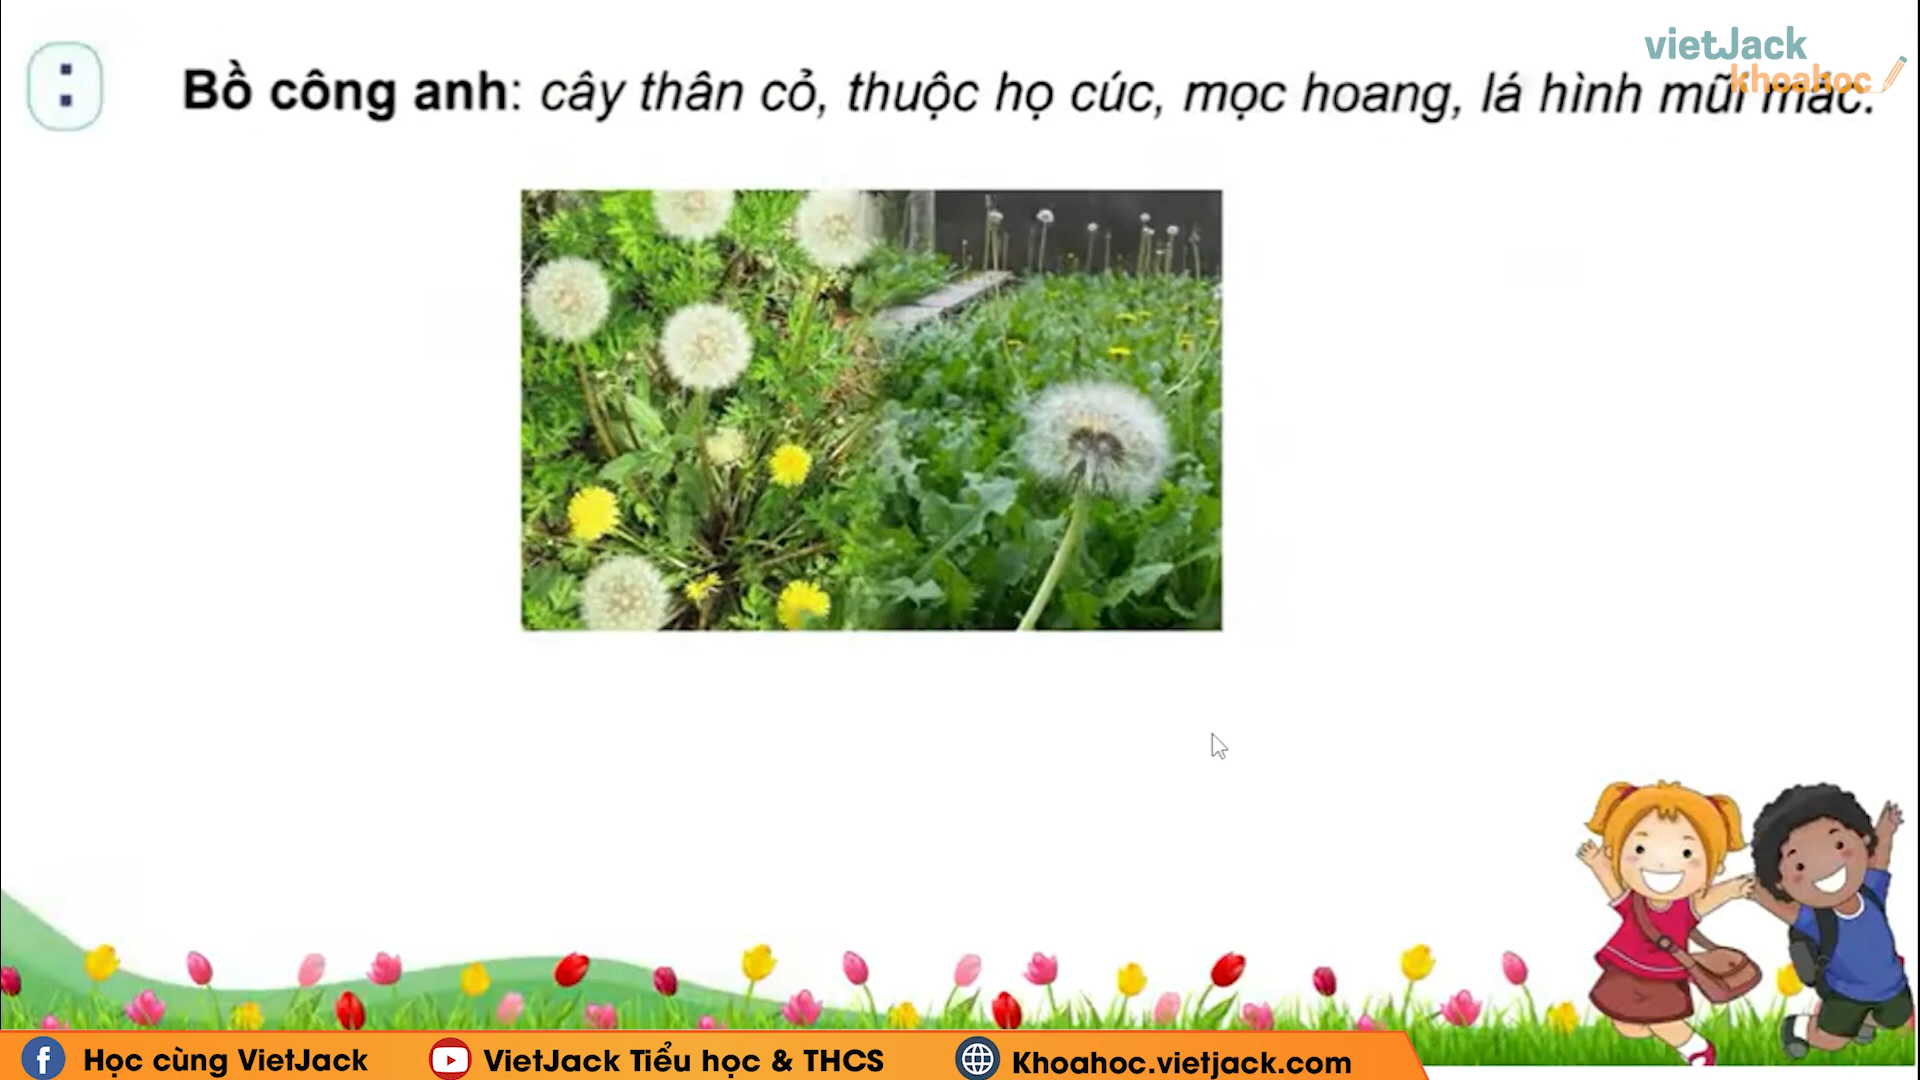 vietJack
khoahoc
: Bồ công anh: cây thân cỏ, thuộc họ cúc, mọc hoang, lá hình mũi mác.
Học cùng VietJack
VietJack Tiểu học & THCS
Khoahoc.vietjack.com